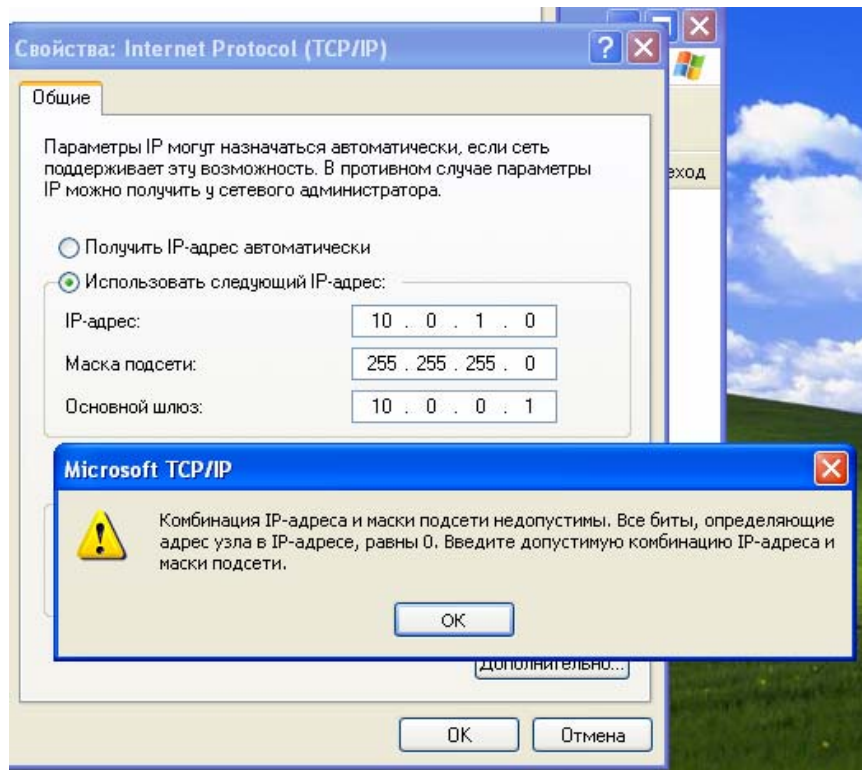 Свойства: Internet Protocol (TCP/IP)
Общие
Параметры IP могут назначаться автоматически, если сеть
поддерживает эту возможность. В противном случае параметры
IP можно получить у сетевого администратора.
Получить IP-адрес автоматически
Использовать следующий IP-адрес:
IP-адрес:
10 . 0 . 1 . 0
Маска подсети:
255 . 255 . 255 . 0
Основной шлюз:
10 . 0 . 0 . 1
Microsoft TCP/IP
Комбинация IP-адреса и маски подсети недопустимы. Все биты, определяющие
адрес узла в IP-адресе, равны 0. Введите допустимую комбинацию IP-адреса и
маски подсети.
OK
Дополнительно...
OK
Отмена